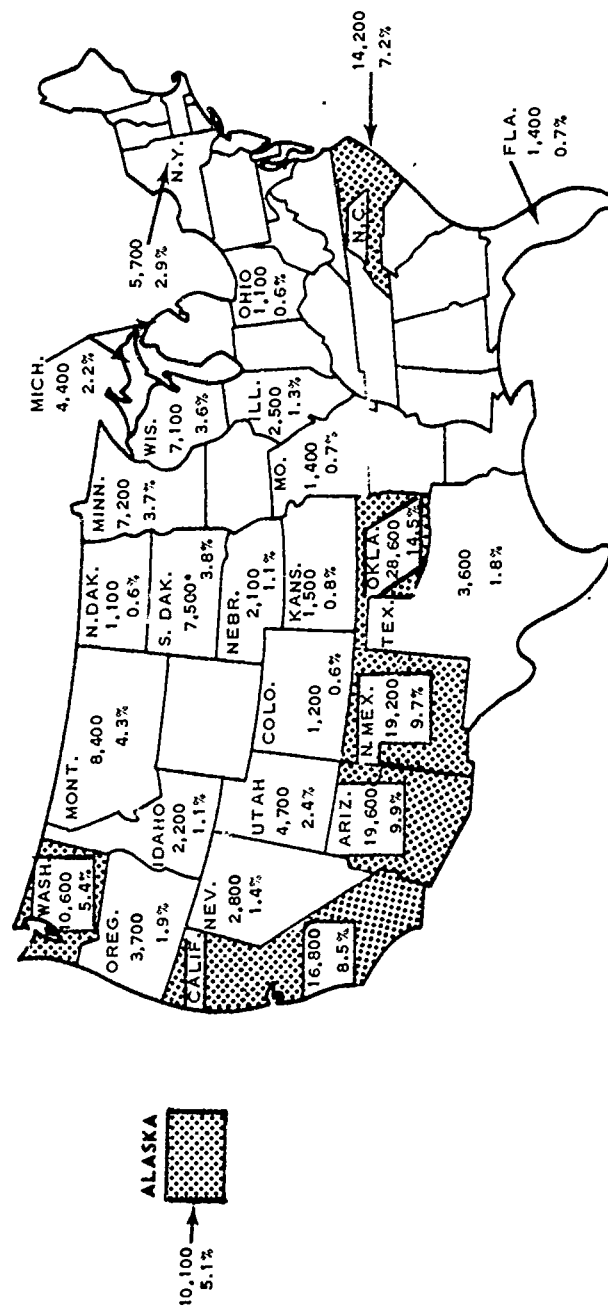 ALASKA
10,100
5.1%
WASH.
10,600
5.4%
OREG.
3,700
1.9%
CALIF.
16,800
8.5%
NEV.
2,800
1.4%
IDAHO
2,200
1.1%
MONT.
8,400
4.3%
UTAH
4,700
2.4%
ARIZ.
19,600
9.9%
COLO.
1,200
0.6%
N. MEX.
19,200
9.7%
N. DAK.
1,100
0.6%
S. DAK.
7,500*
3.8%
NEBR.
2,100
1.1%
KANS.
1,500
0.8%
OKLA.
28,600
14.5%
TEX.
3,600
1.8%
MINN.
7,200
3.7%
WIS.
7,100
3.6%
ILL.
2,500
1.3%
MO.
1,400
0.7%
MICH.
4,400
2.2%
OHIO
1,100
0.6%
N.Y.
5,700
2.9%
N.C.
14,200
7.2%
FLA.
1,400
0.7%